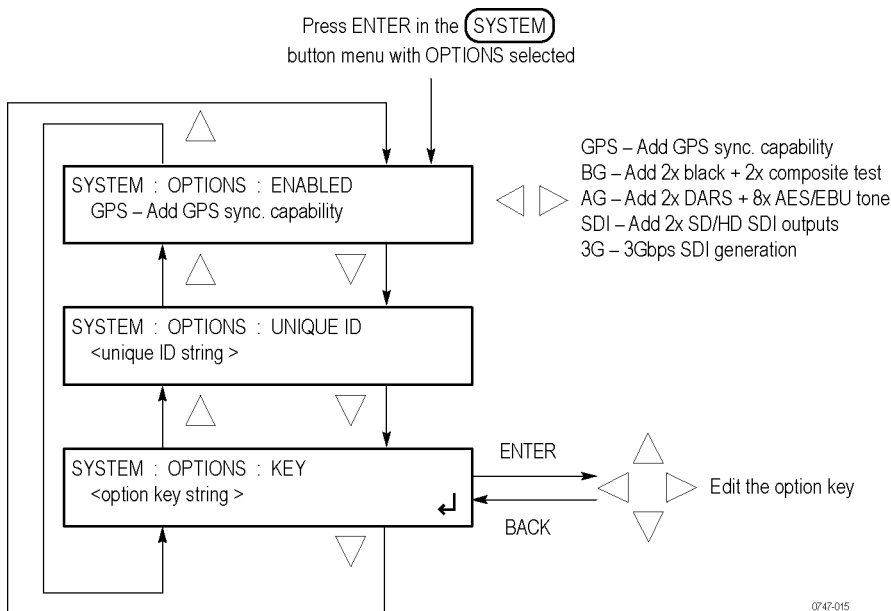 Press ENTER in the SYSTEM
button menu with OPTIONS selected
SYSTEM : OPTIONS : ENABLED
GPS – Add GPS sync. capability
GPS – Add GPS sync. capability
BG – Add 2x black + 2x composite test
AG – Add 2x DARS + 8x AES/EBU tone
SDI – Add 2x SD/HD SDI outputs
3G – 3Gbps SDI generation
SYSTEM : OPTIONS : UNIQUE ID
<unique ID string >
SYSTEM : OPTIONS : KEY
<option key string >
ENTER
BACK
Edit the option key
0747-015